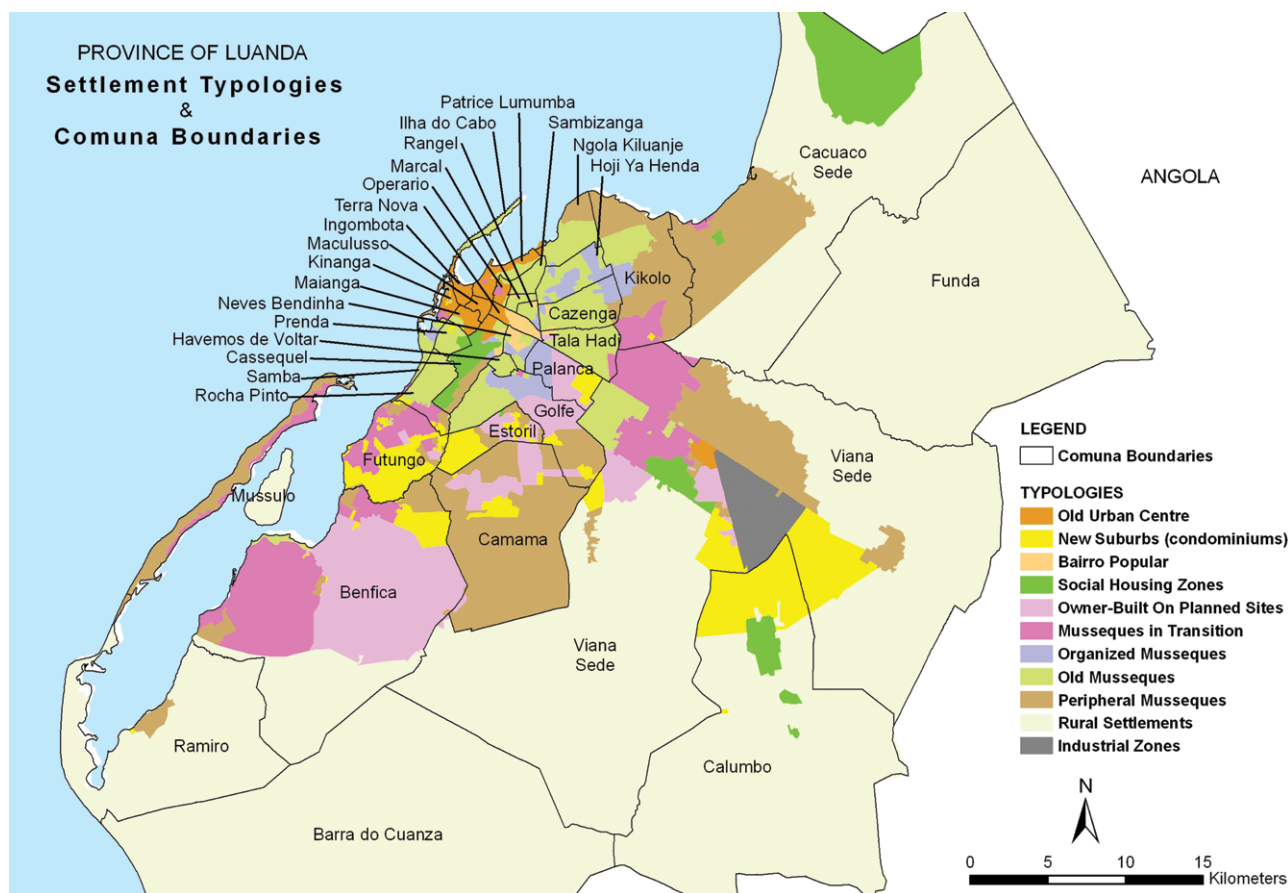 PROVINCE OF LUANDA
Settlement Typologies
&
Comuna Boundaries
Patrice Lumumba
Ilha do Cabo
Sambizanga
Rangel
Ngola Kiluanje
Marcal
Hoji Ya Henda
Operario
Terra Nova
Ingombota
Maculusso
Kinanga
Maianga
Neves Bendinha
Prenda
Havemos de Voltar
Cassequel
Samba
Rocha Pinto
Cacuaco
Sede
ANGOLA
Funda
Kikolo
Cazenga
Tala Hadi
Palanca
Golfe
Estoril
Futungo
Mussulo
Camama
Benfica
Viana
Sede
Viana
Sede
Ramiro
Calumbo
Barra do Cuanza
LEGEND
Comuna Boundaries
TYPOLOGIES
Old Urban Centre
New Suburbs (condominiums)
Bairro Popular
Social Housing Zones
Owner-Built On Planned Sites
Musseques in Transition
Organized Musseques
Old Musseques
Peripheral Musseques
Rural Settlements
Industrial Zones
N
0 5 10 15
Kilometers